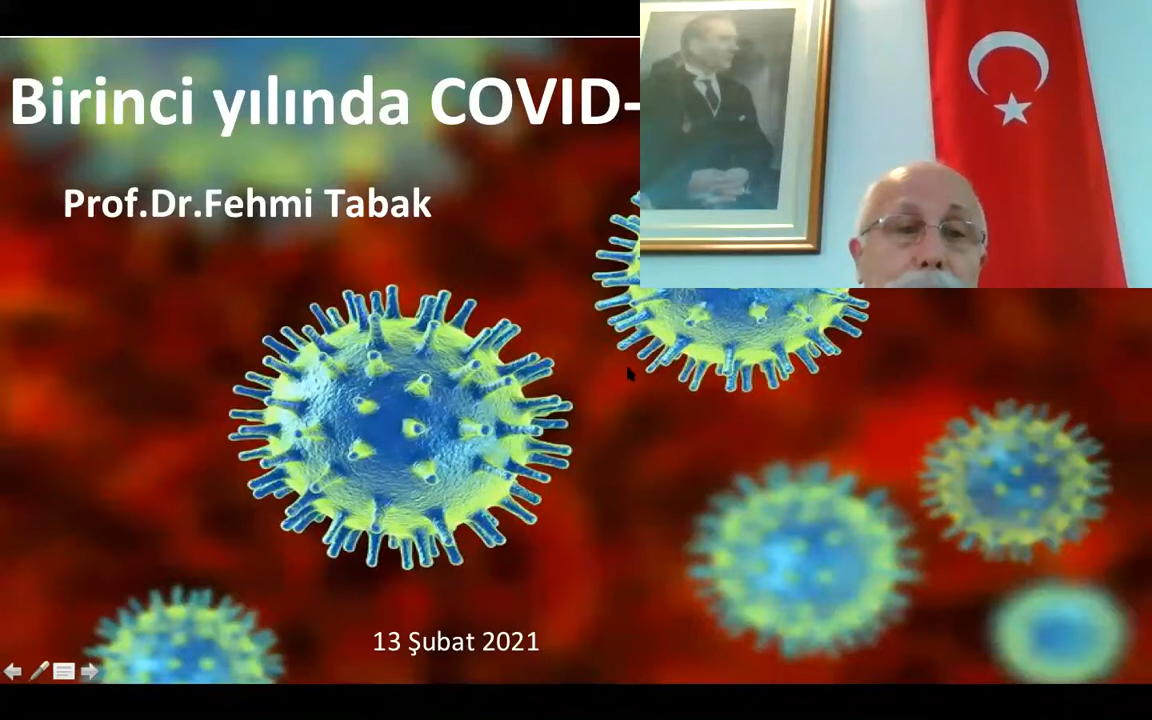 Birinci yılında COVID-
Prof.Dr.Fehmi Tabak
13 Şubat 2021